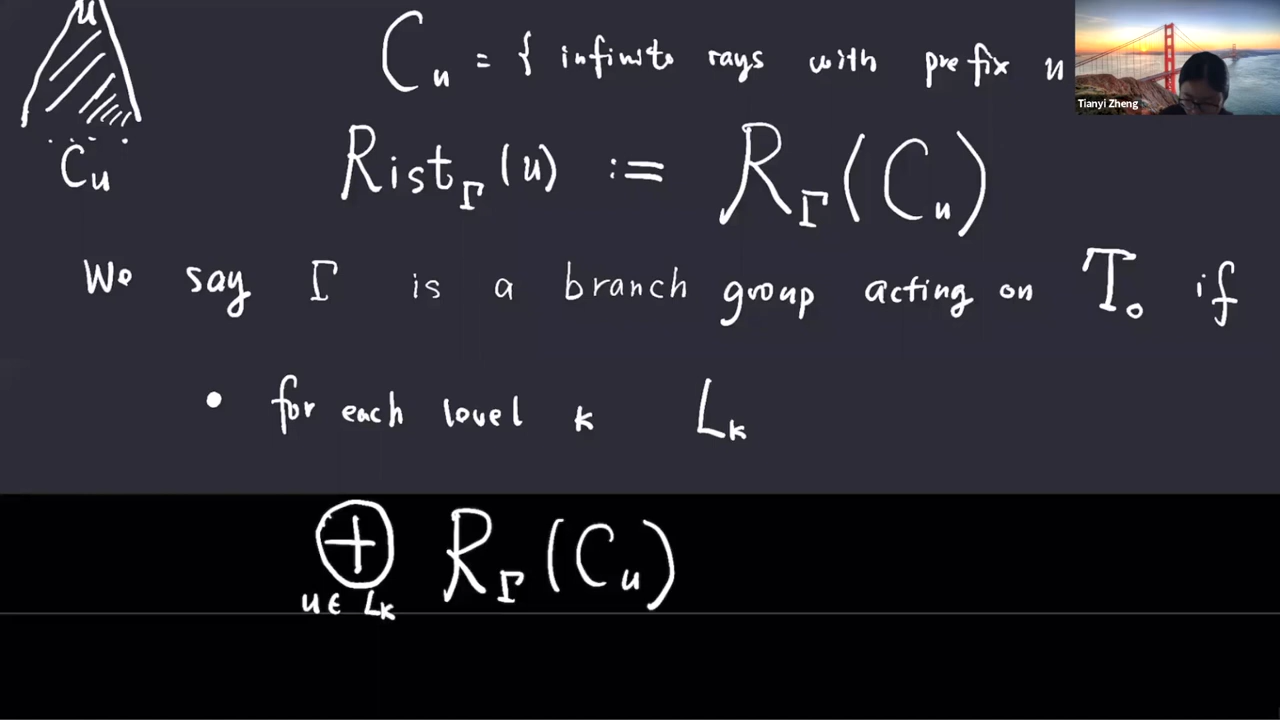 u
C_u = { infinite rays with prefix u
Tianyi Zheng
C_u
Rist_Γ (u) := R_Γ (C_u)
We say Γ is a branch group acting on T_0 if
• for each level k L_k
⊕ R_Γ (C_u)
u ∈ L_k